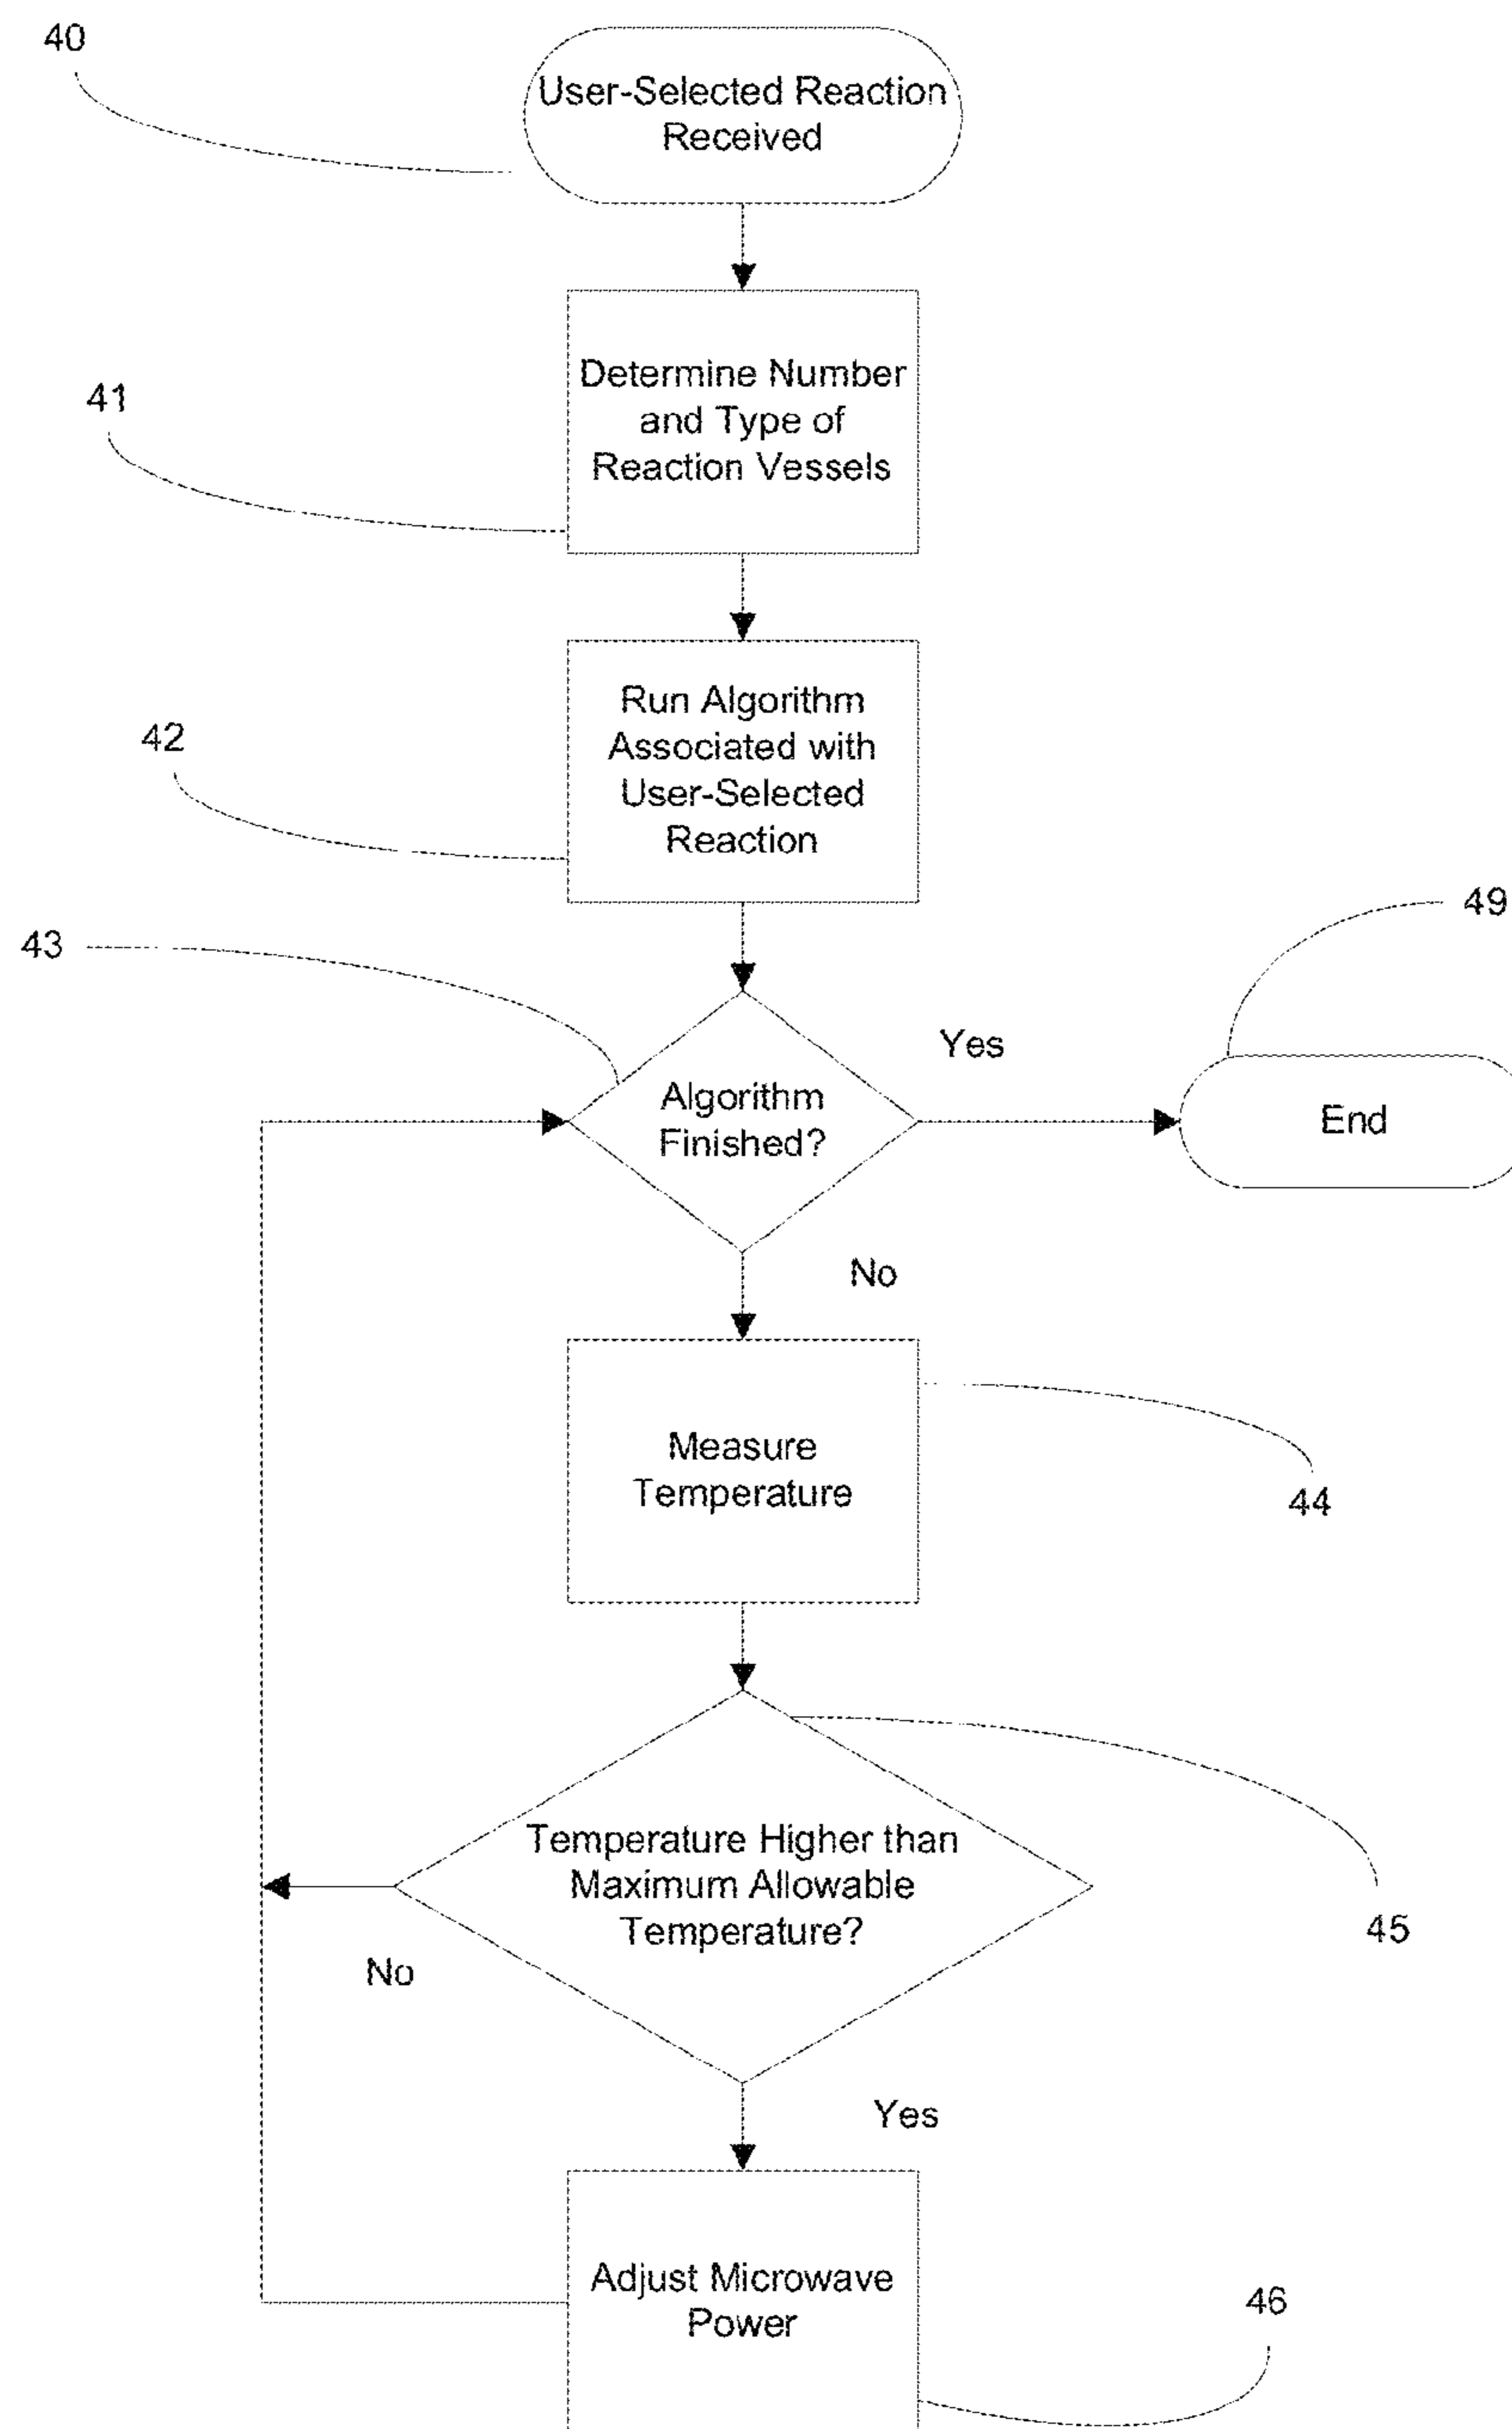 40
User-Selected Reaction
Received
41
Determine Number
and Type of
Reaction Vessels
42
Run Algorithm
Associated with
User-Selected
Reaction
43
49
Yes
Algorithm
Finished?
End
No
Measure
Temperature
44
Temperature Higher than
Maximum Allowable
Temperature?
45
No
Yes
Adjust Microwave
Power
46